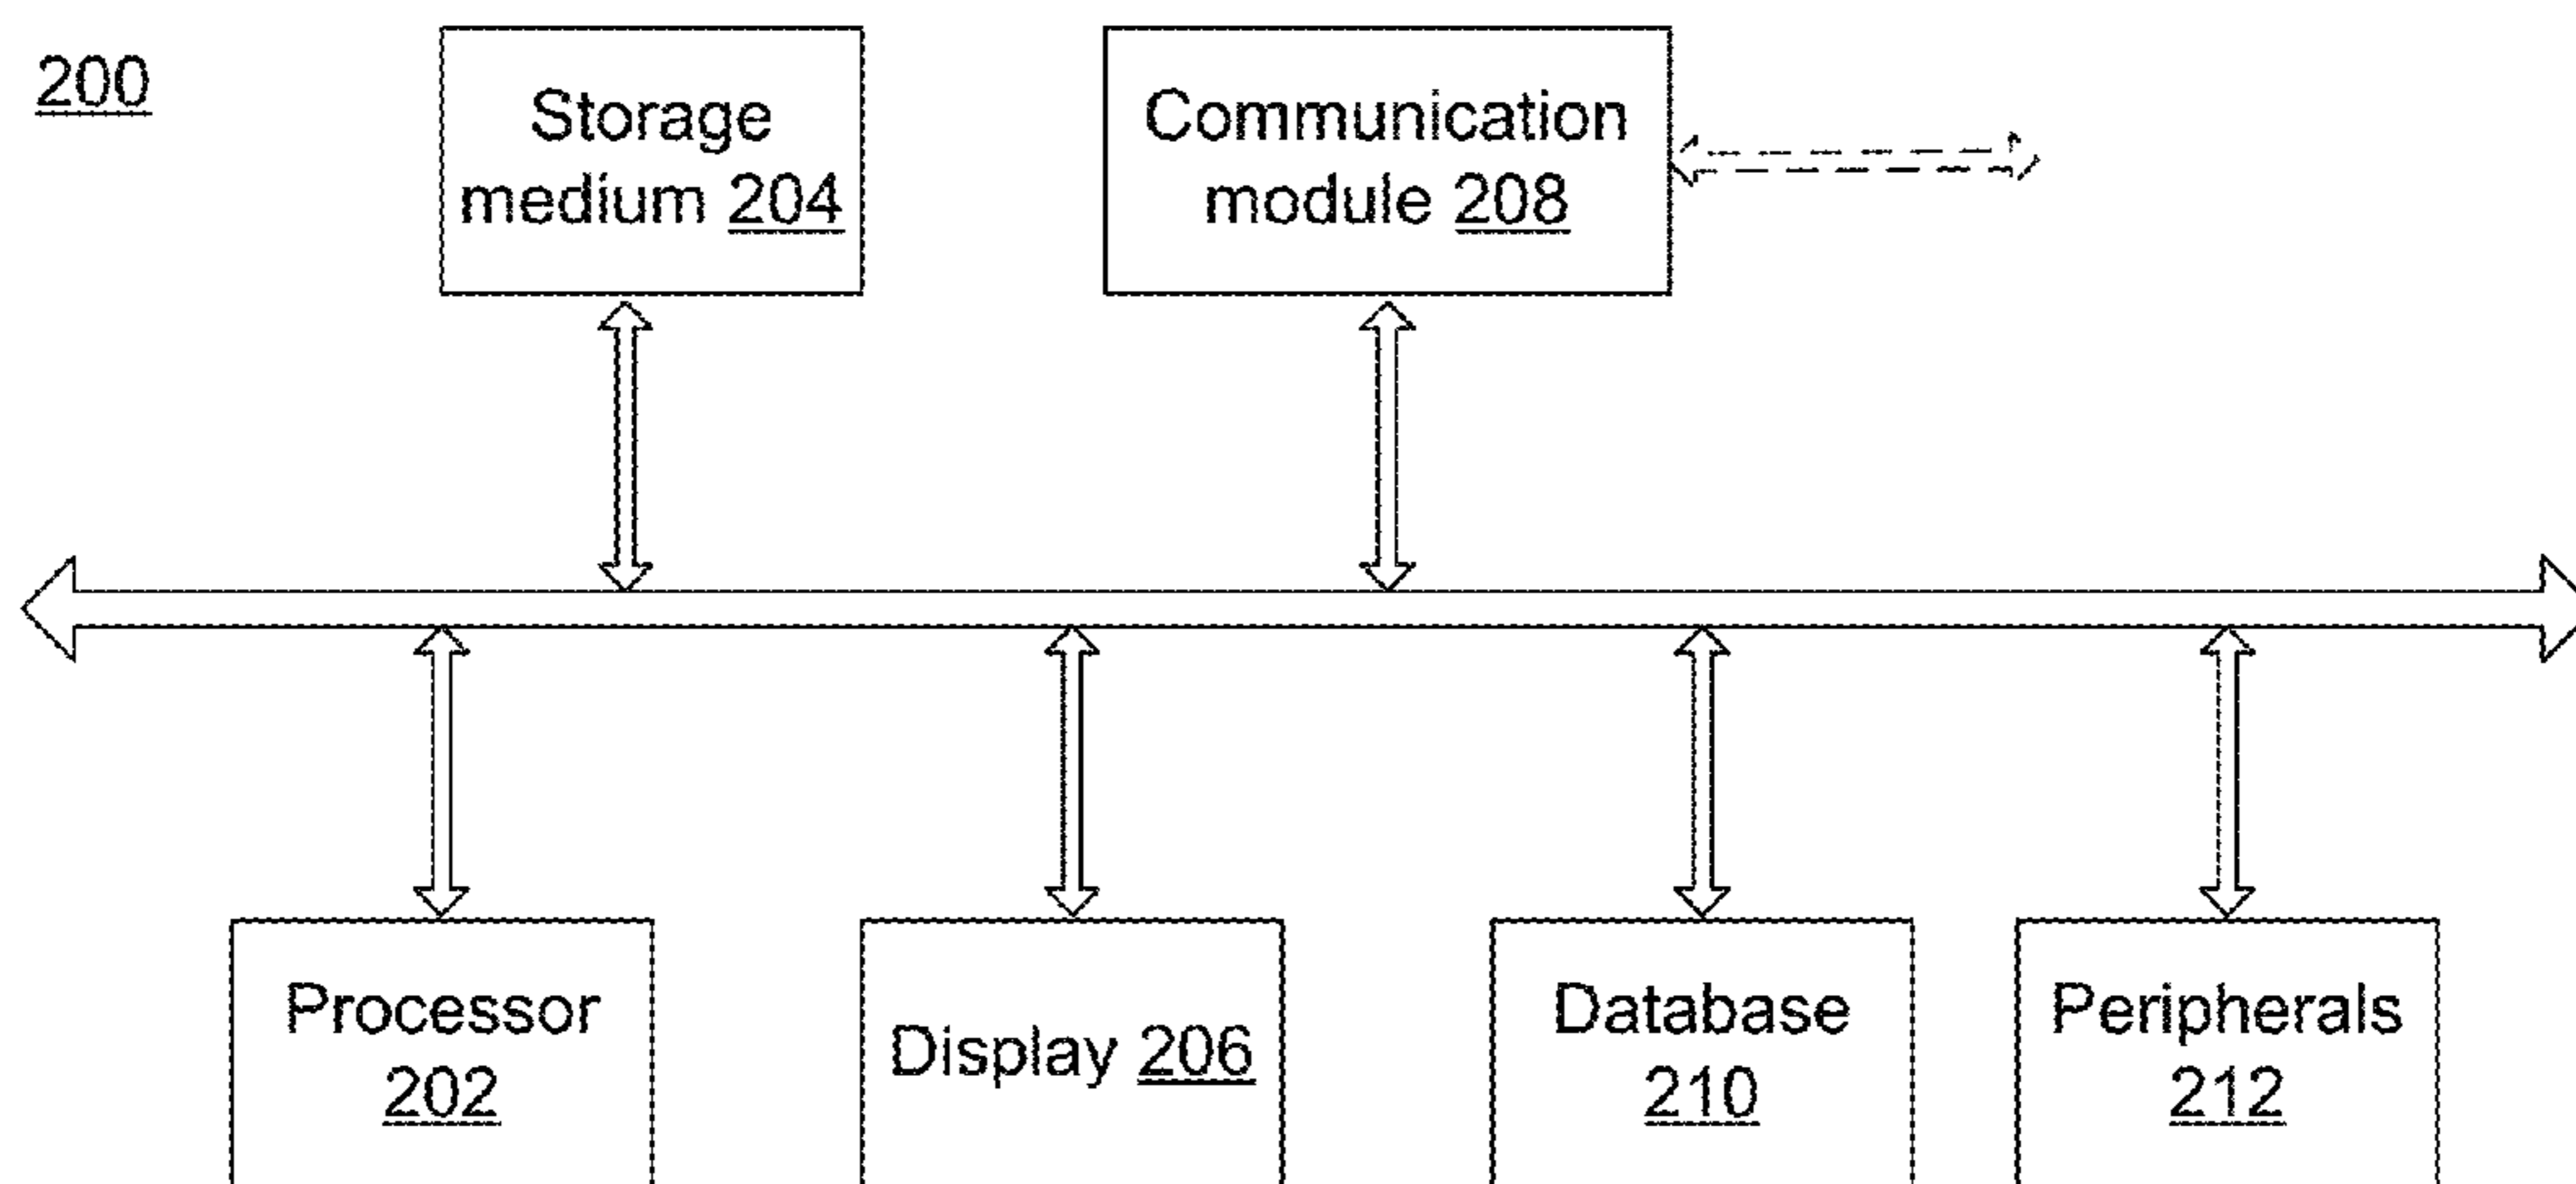 200
Storage
medium 204
Communication
module 208
Processor
202
Display 206
Database
210
Peripherals
212